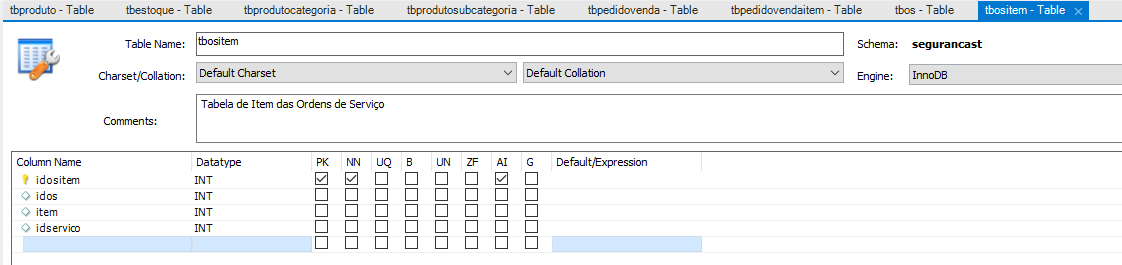 tbproduto - Table tbestoque - Table tbprodutocategoria - Table tbprodutosubcategoria - Table tbpedidovenda - Table tbpedidovendaitem - Table tbos - Table tbositem - Table
Table Name: tbositem Schema: segurancast
Charset/Collation: Default Charset Default Collation Engine: InnoDB
Comments: Tabela de Item das Ordens de Serviço
Column Name Datatype PK NN UQ B UN ZF AI G Default/Expression
idositem INT
idos INT
item INT
idservico INT